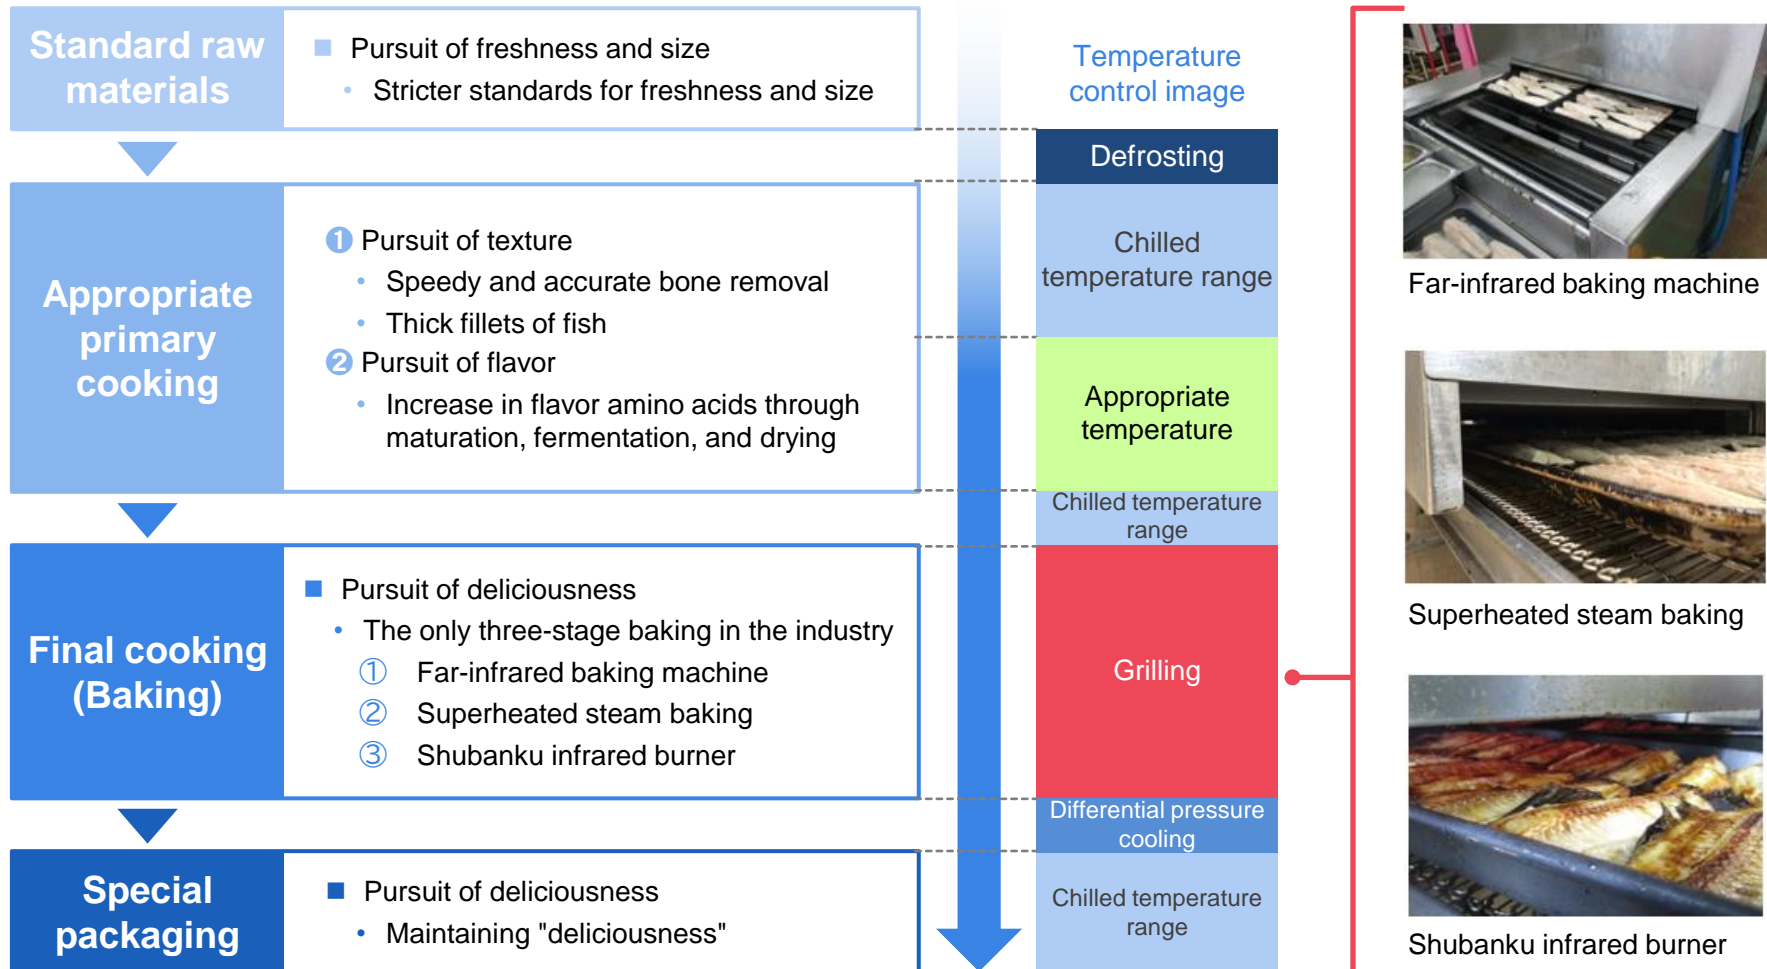 Standard raw
materials
■ Pursuit of freshness and size
• Stricter standards for freshness and size
Appropriate
primary
cooking
❶ Pursuit of texture
• Speedy and accurate bone removal
• Thick fillets of fish
❷ Pursuit of flavor
• Increase in flavor amino acids through
maturation, fermentation, and drying
Final cooking
(Baking)
■ Pursuit of deliciousness
• The only three-stage baking in the industry
① Far-infrared baking machine
② Superheated steam baking
③ Shubanku infrared burner
Special
packaging
■ Pursuit of deliciousness
• Maintaining "deliciousness"
Temperature
control image
Defrosting
Chilled
temperature range
Appropriate
temperature
Chilled temperature
range
Grilling
Differential pressure
cooling
Chilled temperature
range
Far-infrared baking machine
Superheated steam baking
Shubanku infrared burner